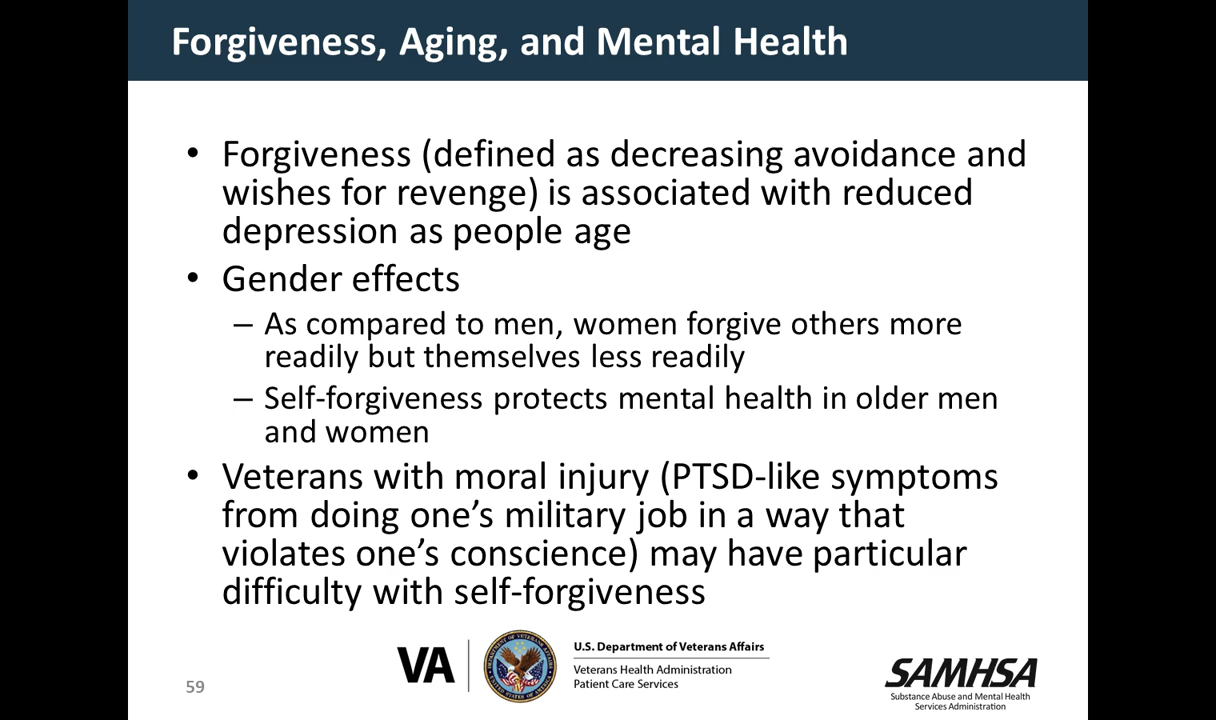 Forgiveness, Aging, and Mental Health
• Forgiveness (defined as decreasing avoidance and
wishes for revenge) is associated with reduced
depression as people age
• Gender effects
– As compared to men, women forgive others more
readily but themselves less readily
– Self-forgiveness protects mental health in older men
and women
• Veterans with moral injury (PTSD-like symptoms
from doing one’s military job in a way that
violates one’s conscience) may have particular
difficulty with self-forgiveness
VA
U.S. Department of Veterans Affairs
Veterans Health Administration
Patient Care Services
SAMHSA
Substance Abuse and Mental Health
Services Administration
59